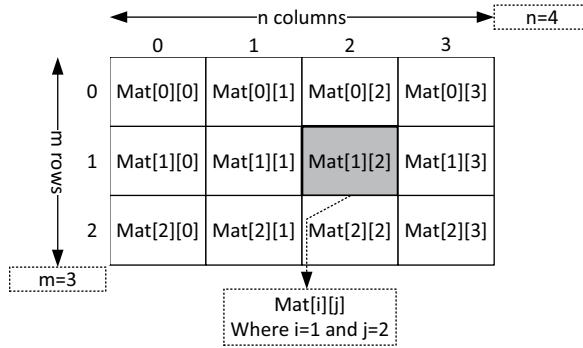 n columns
n=4
0 1 2 3
0 Mat[0][0] Mat[0][1] Mat[0][2] Mat[0][3]
m rows
1 Mat[1][0] Mat[1][1] Mat[1][2] Mat[1][3]
2 Mat[2][0] Mat[2][1] Mat[2][2] Mat[2][3]
m=3
Mat[i][j]
Where i=1 and j=2